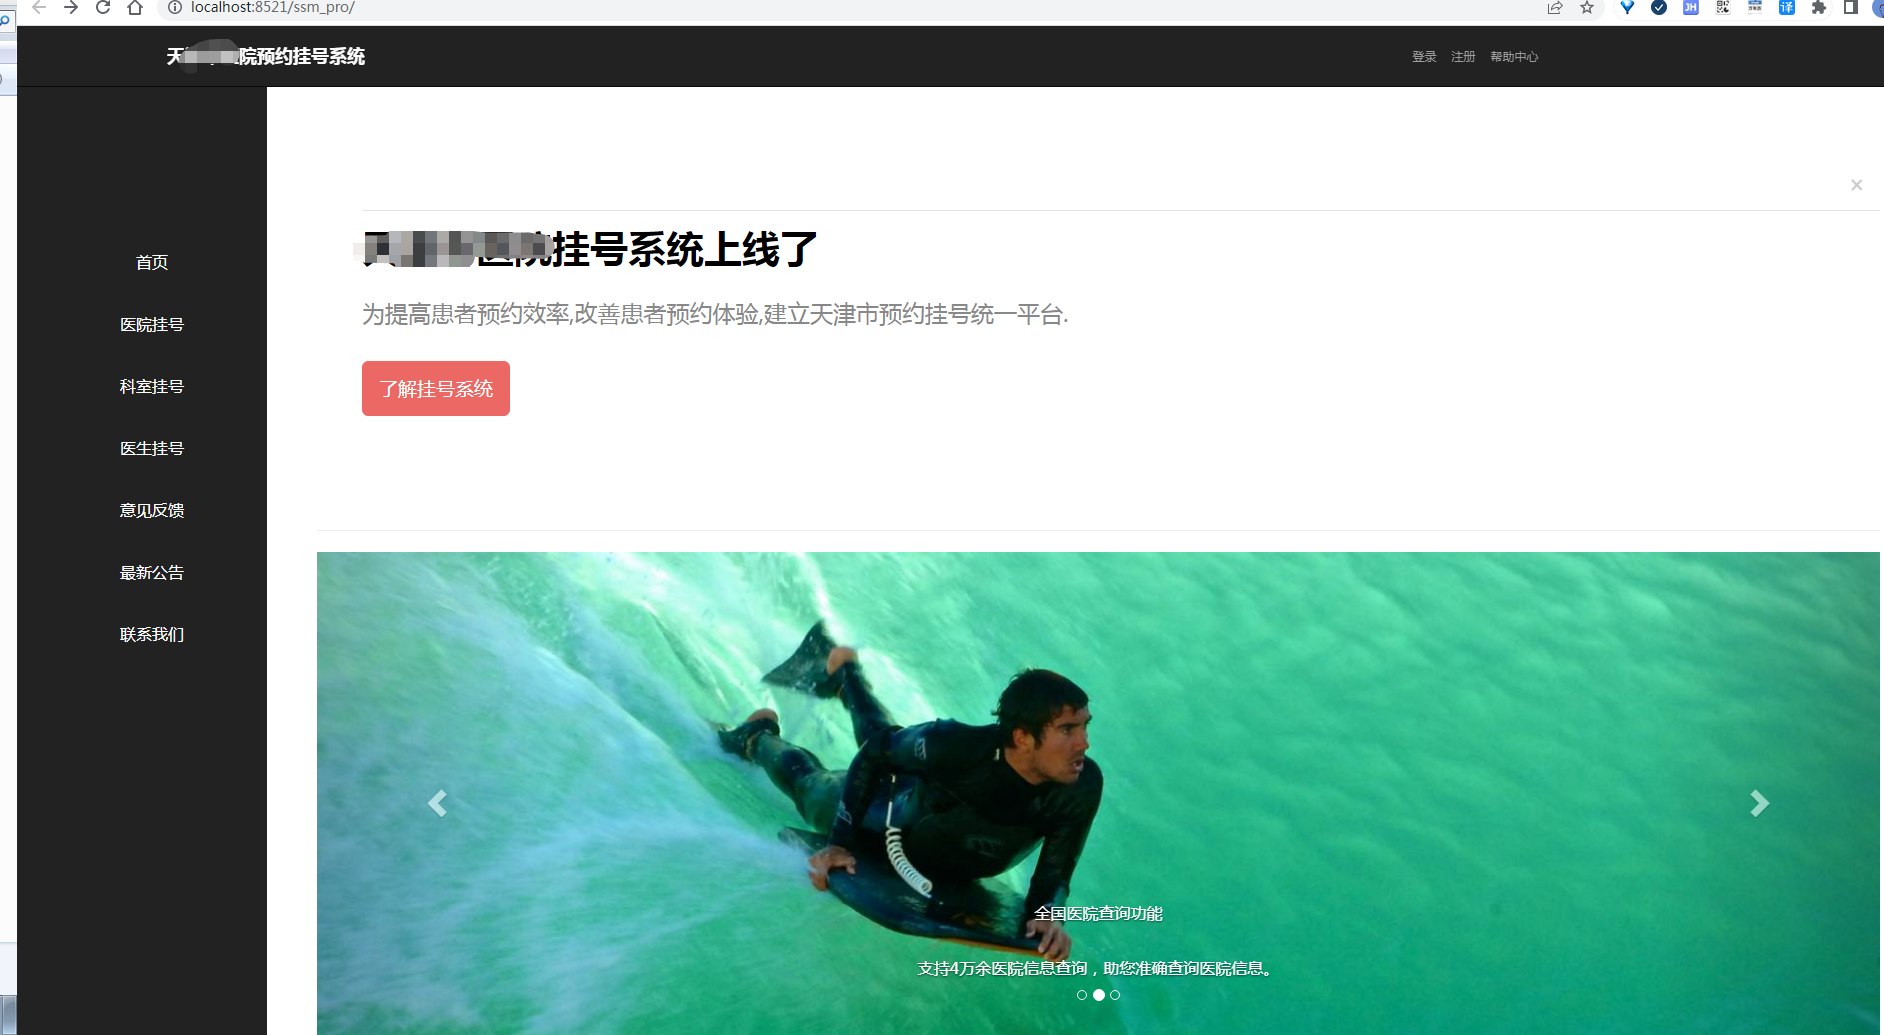 localhost:8521/ssm_pro/
JH
译
天 院预约挂号系统
登录 注册 帮助中心
×
首页
医院挂号
科室挂号
医生挂号
意见反馈
最新公告
联系我们
医院挂号系统上线了
为提高患者预约效率,改善患者预约体验,建立天津市预约挂号统一平台.
了解挂号系统
全国医院查询功能
支持4万余医院信息查询，助您准确查询医院信息。